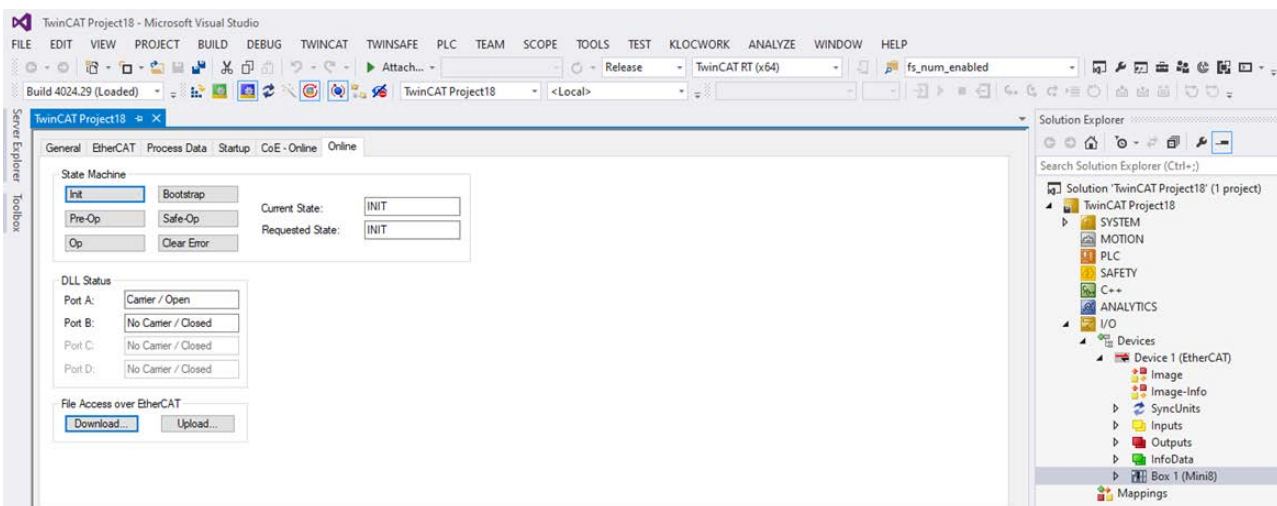 TwinCAT Project18 - Microsoft Visual Studio
FILE EDIT VIEW PROJECT BUILD DEBUG TWINCAT TWINSAFE PLC TEAM SCOPE TOOLS TEST KLOCWORK ANALYZE WINDOW HELP
Attach... Release TwinCAT RT (x64) fs_num_enabled
Build 4024.29 (Loaded) TwinCAT Project18 <Local>
Server Explorer
Toolbox
TwinCAT Project18
General EtherCAT Process Data Startup CoE - Online Online
State Machine
Init Bootstrap
Pre-Op Safe-Op
Op Clear Error
Current State: INIT
Requested State: INIT
DLL Status
Port A: Carrier / Open
Port B: No Carrier / Closed
Port C: No Carrier / Closed
Port D: No Carrier / Closed
File Access over EtherCAT
Download... Upload...
Solution Explorer
Search Solution Explorer (Ctrl+;)
Solution 'TwinCAT Project18' (1 project)
TwinCAT Project18
SYSTEM
MOTION
PLC
SAFETY
C++
ANALYTICS
I/O
Devices
Device 1 (EtherCAT)
Image
Image-Info
SyncUnits
Inputs
Outputs
InfoData
Box 1 (Mini8)
Mappings